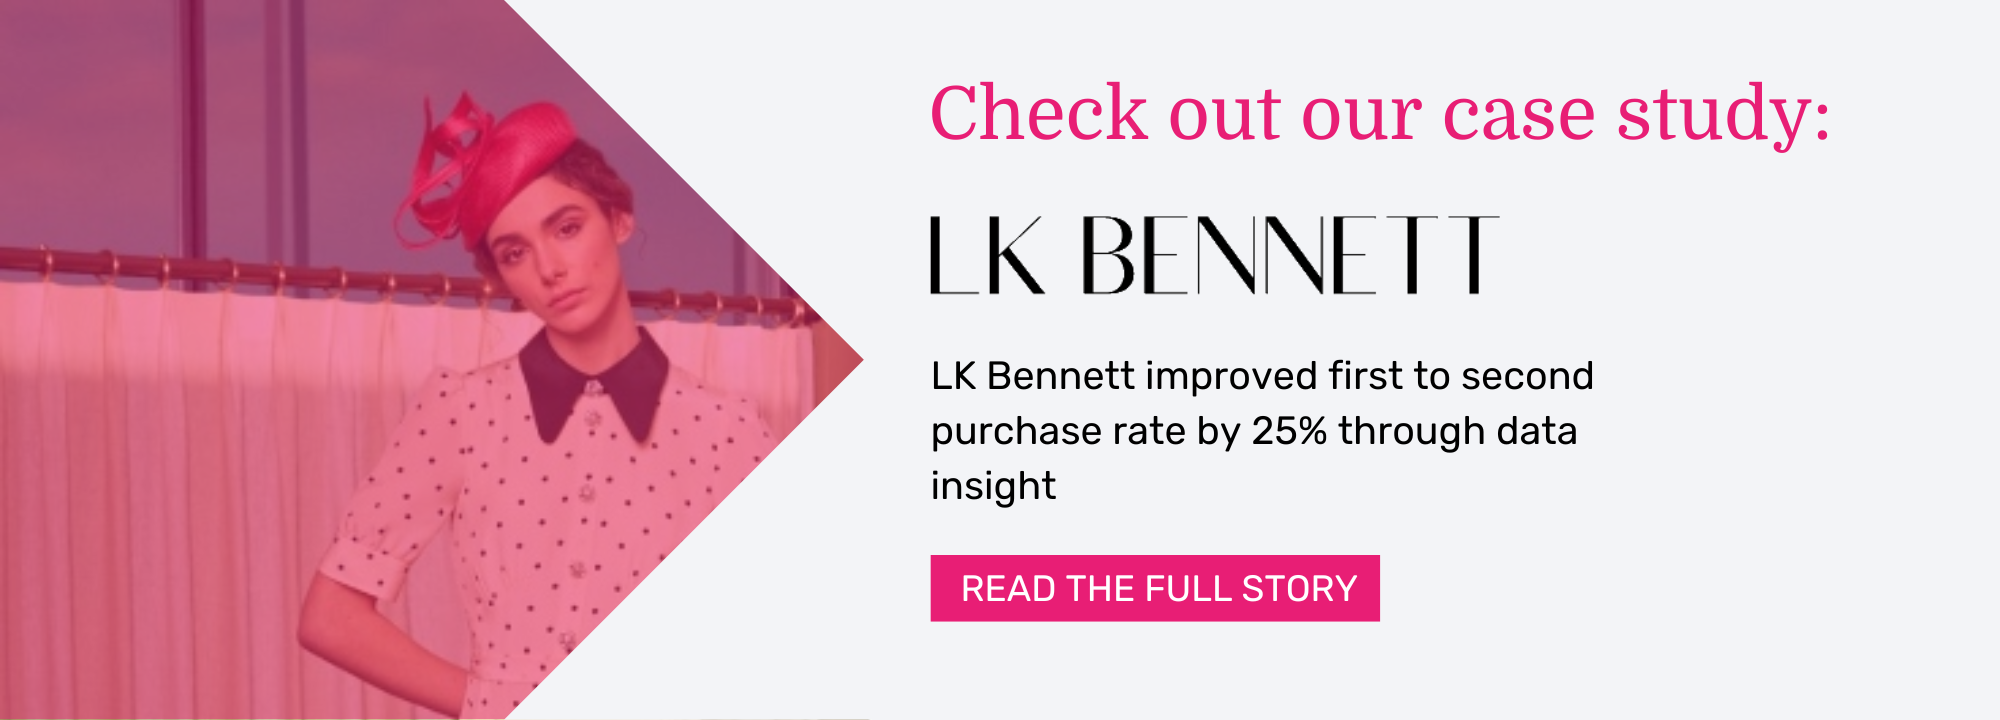 Check out our case study:
LK BENNETT
LK Bennett improved first to second
purchase rate by 25% through data
insight
READ THE FULL STORY